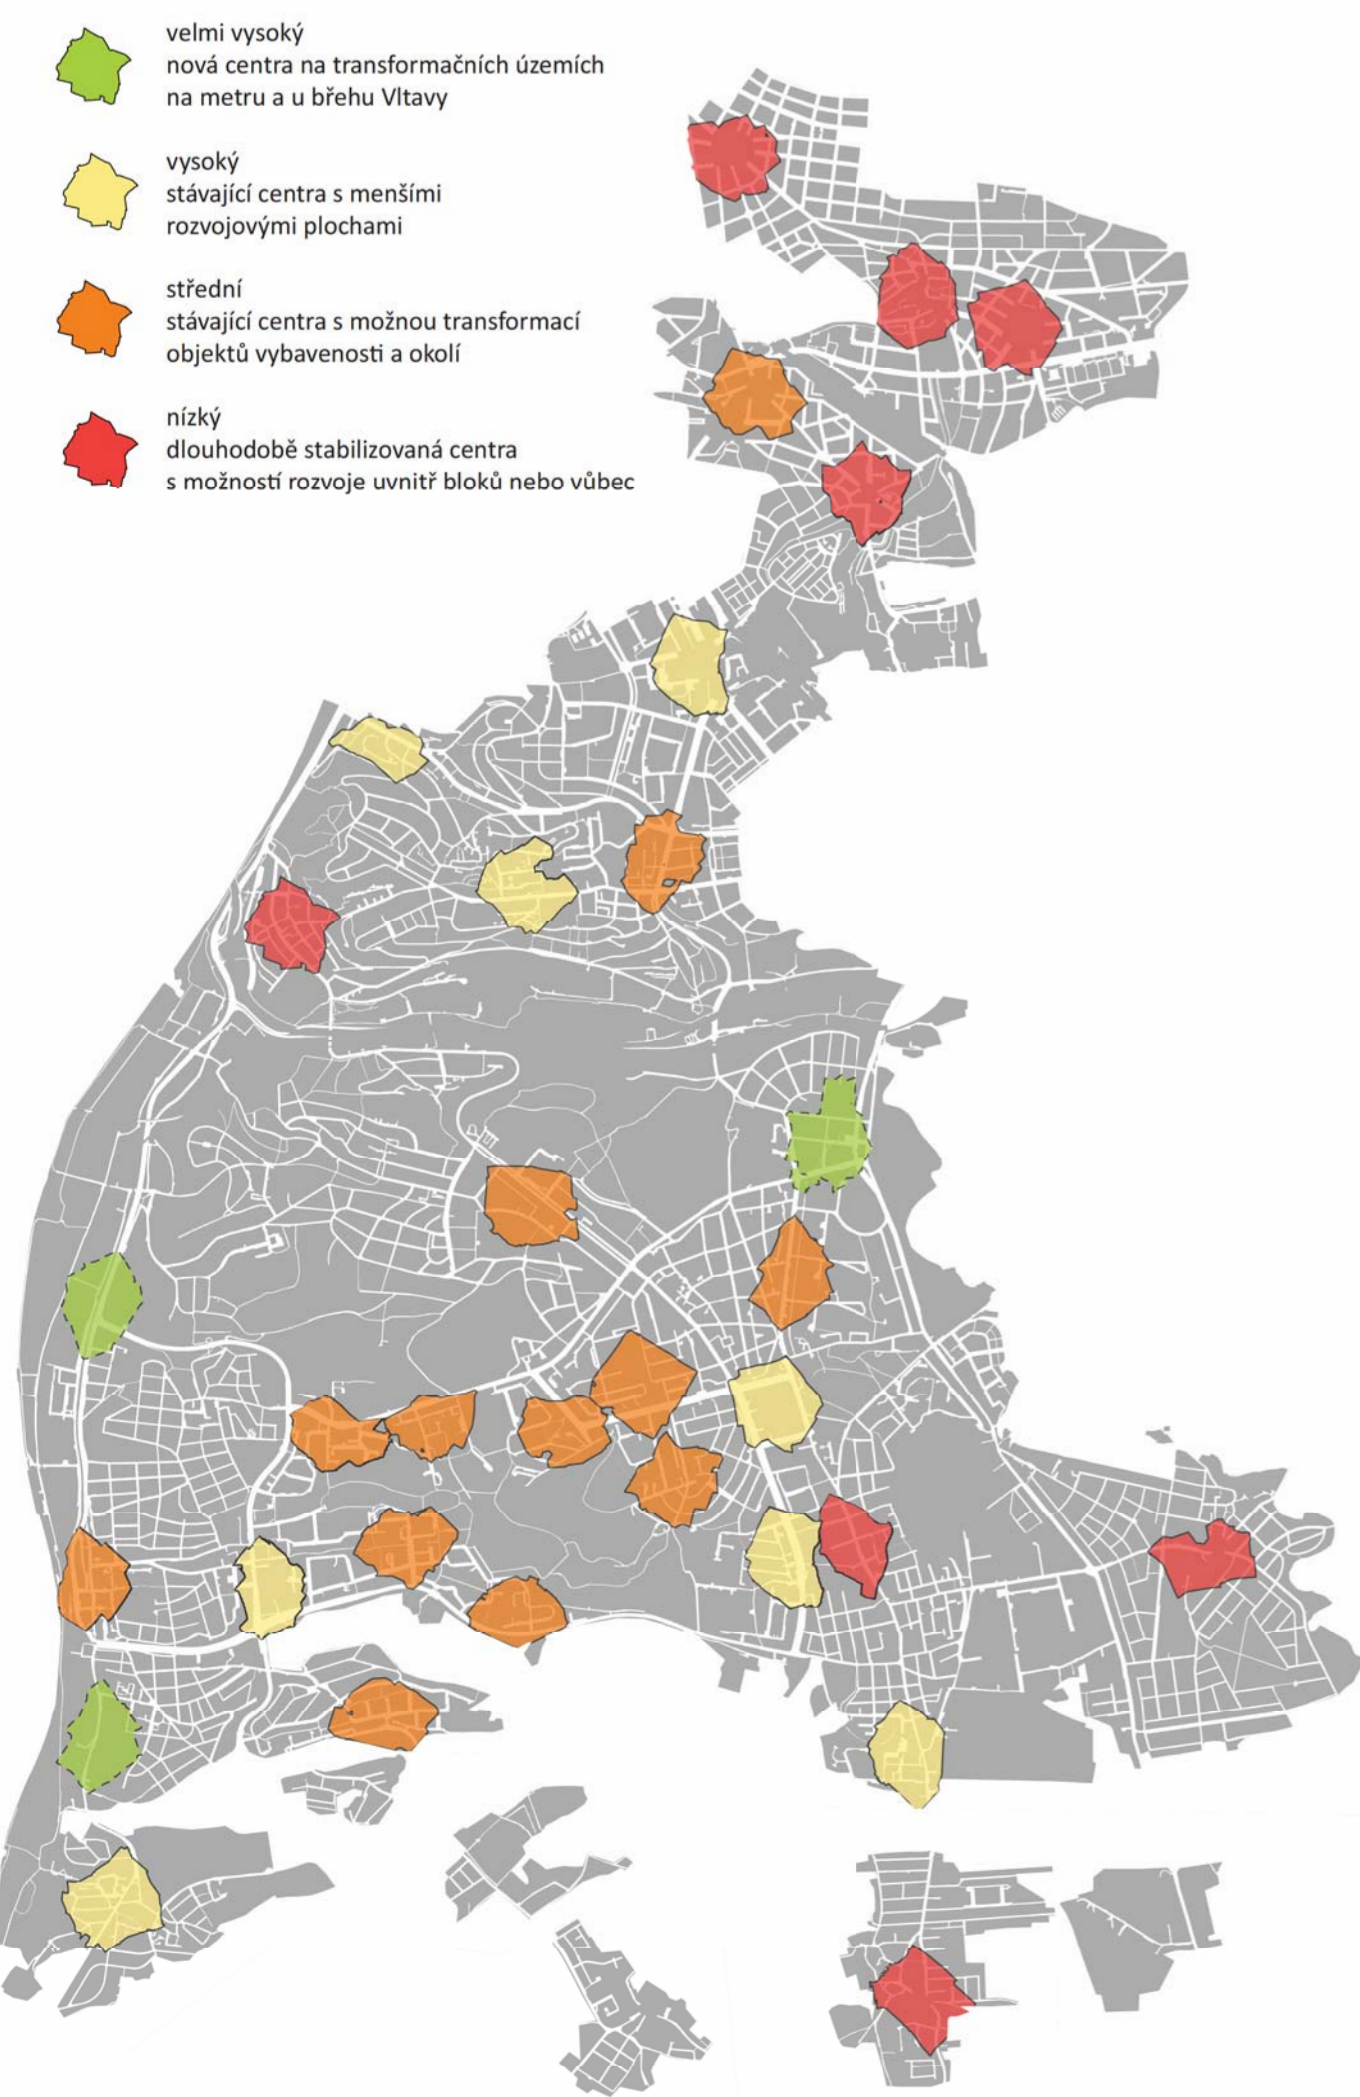 velmi vysoký
nová centra na transformačních územích
na metru a u břehu Vltavy
vysoký
stávající centra s menšími
rozvojovými plochami
střední
stávající centra s možnou transformací
objektů vybavenosti a okolí
nízký
dlouhodobě stabilizovaná centra
s možností rozvoje uvnitř bloků nebo vůbec